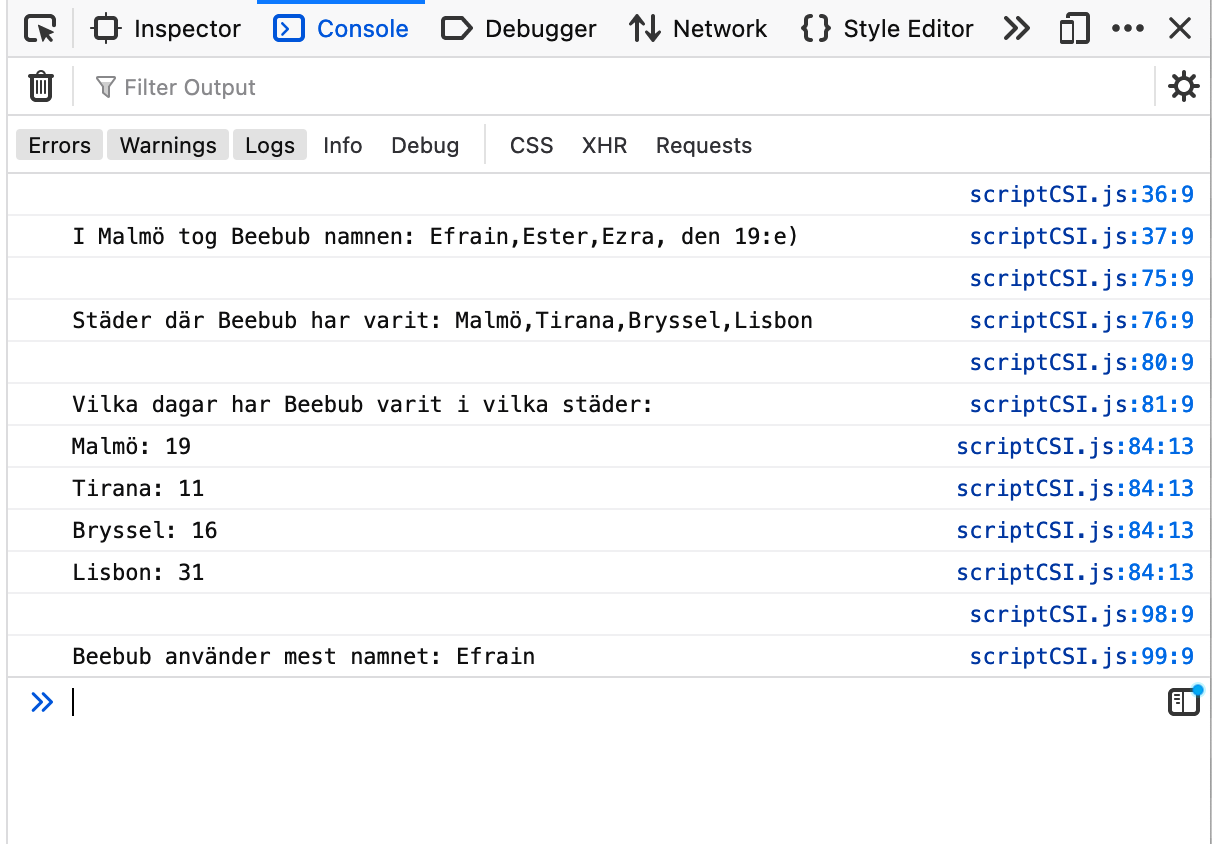 Inspector Console Debugger Network {} Style Editor
Filter Output
Errors Warnings Logs Info Debug CSS XHR Requests
scriptCSI.js:36:9
I Malmö tog Beebub namnen: Efrain,Ester,Ezra, den 19:e) scriptCSI.js:37:9
scriptCSI.js:75:9
Städer där Beebub har varit: Malmö,Tirana,Bryssel,Lisbon scriptCSI.js:76:9
scriptCSI.js:80:9
Vilka dagar har Beebub varit i vilka städer: scriptCSI.js:81:9
Malmö: 19 scriptCSI.js:84:13
Tirana: 11 scriptCSI.js:84:13
Bryssel: 16 scriptCSI.js:84:13
Lisbon: 31 scriptCSI.js:84:13
scriptCSI.js:98:9
Beebub använder mest namnet: Efrain scriptCSI.js:99:9